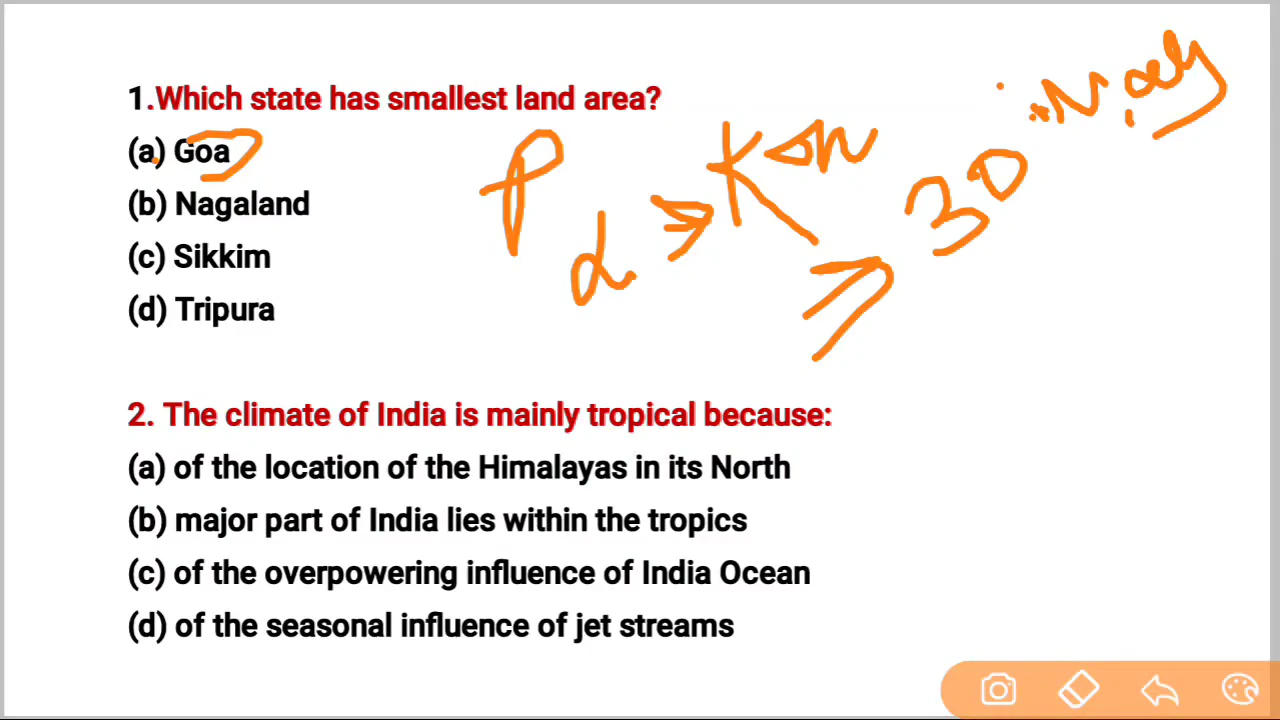 1.Which state has smallest land area?
(a) Goa
(b) Nagaland
(c) Sikkim
(d) Tripura
P
30
2. The climate of India is mainly tropical because:
(a) of the location of the Himalayas in its North
(b) major part of India lies within the tropics
(c) of the overpowering influence of India Ocean
(d) of the seasonal influence of jet streams